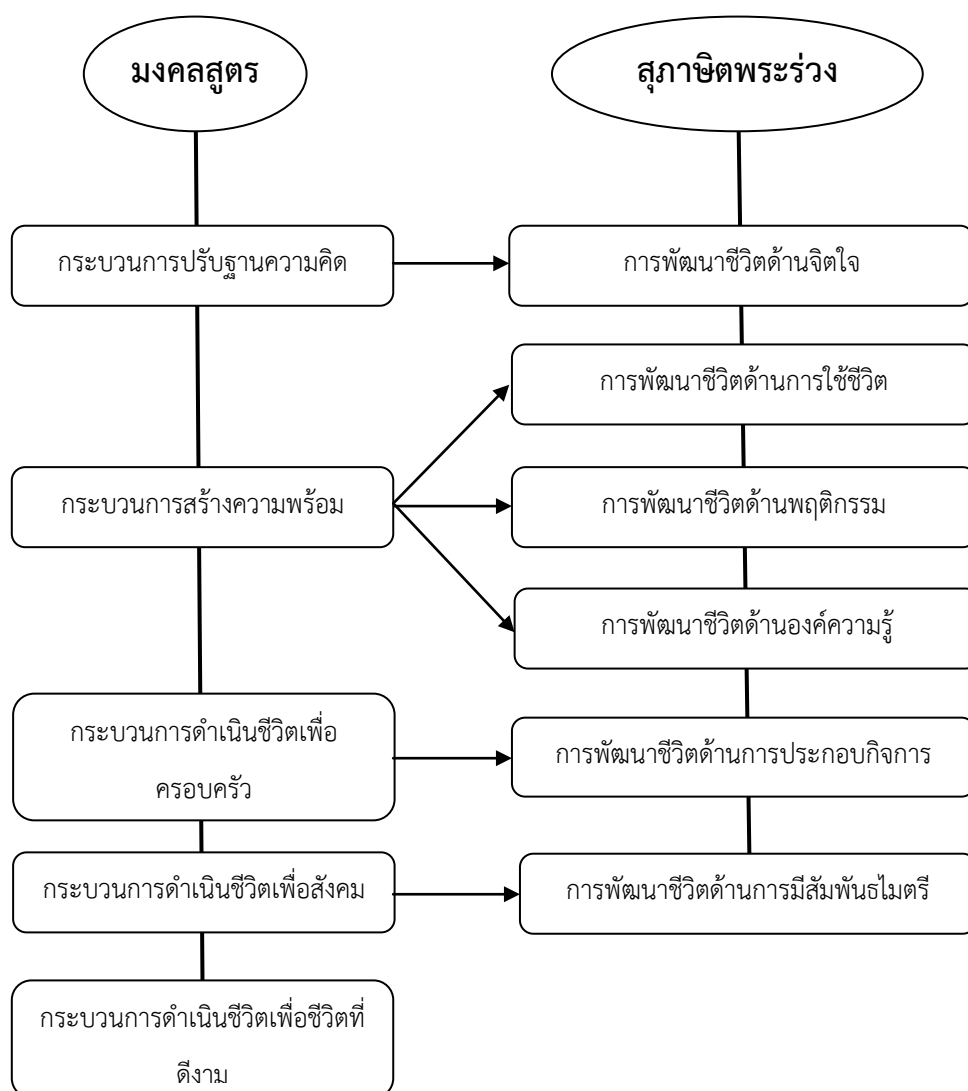 มงคลสูตร
สุภาษิตพระร่วง
กระบวนการปรับฐานความคิด
การพัฒนาชีวิตด้านจิตใจ
การพัฒนาชีวิตด้านการใช้ชีวิต
กระบวนการสร้างความพร้อม
การพัฒนาชีวิตด้านพฤติกรรม
การพัฒนาชีวิตด้านองค์ความรู้
กระบวนการดำเนินชีวิตเพื่อ
ครอบครัว
การพัฒนาชีวิตด้านการประกอบกิจการ
กระบวนการดำเนินชีวิตเพื่อสังคม
การพัฒนาชีวิตด้านการมีสัมพันธไมตรี
กระบวนการดำเนินชีวิตเพื่อชีวิตที่
ดีงาม